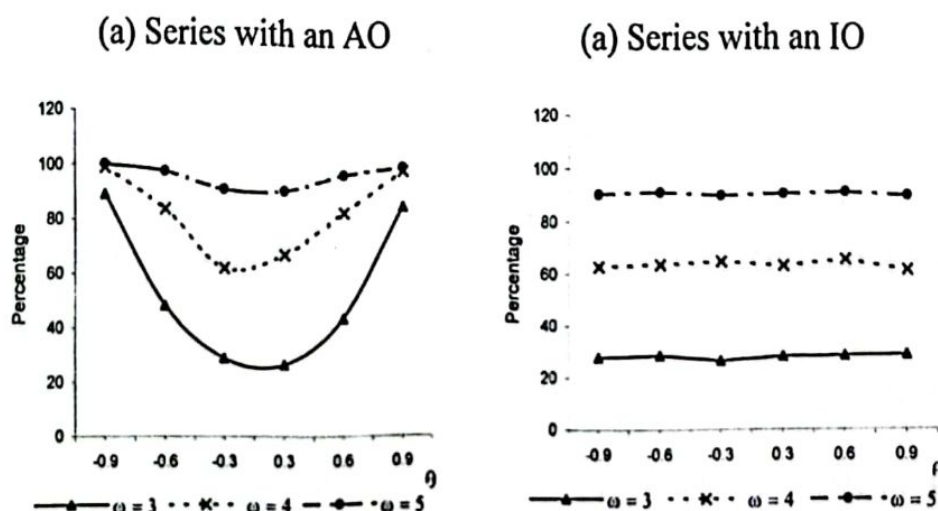 (a) Series with an AO
120
100
80
60
40
20
0
Percentage
-0.9 -0.6 -0.3 0.3 0.6 0.9
ω = 3 ω = 4 ω = 5
(a) Series with an IO
120
100
80
60
40
20
0
Percentage
-0.9 -0.6 -0.3 0.3 0.6 0.9
ω = 3 ω = 4 ω = 5